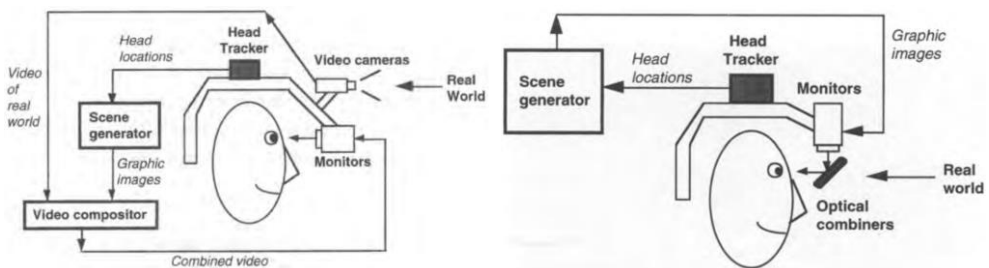 Head
locations
Head
Tracker
Video cameras
Video
of
real
world
Real
World
Scene
generator
Monitors
Graphic
images
Video compositor
Combined video
Graphic
images
Head
Tracker
Head
locations
Scene
generator
Monitors
Real
world
Optical
combiners